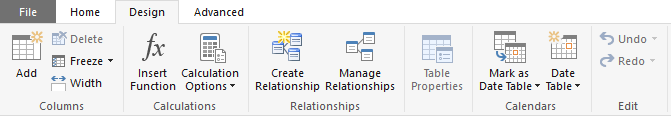 File Home Design Advanced
Add
Delete
Freeze
Width
Columns
Insert
Function
Calculation
Options
Calculations
Create
Relationship
Manage
Relationships
Relationships
Table
Properties
Mark as
Date Table
Date
Table
Calendars
Undo
Redo
Edit